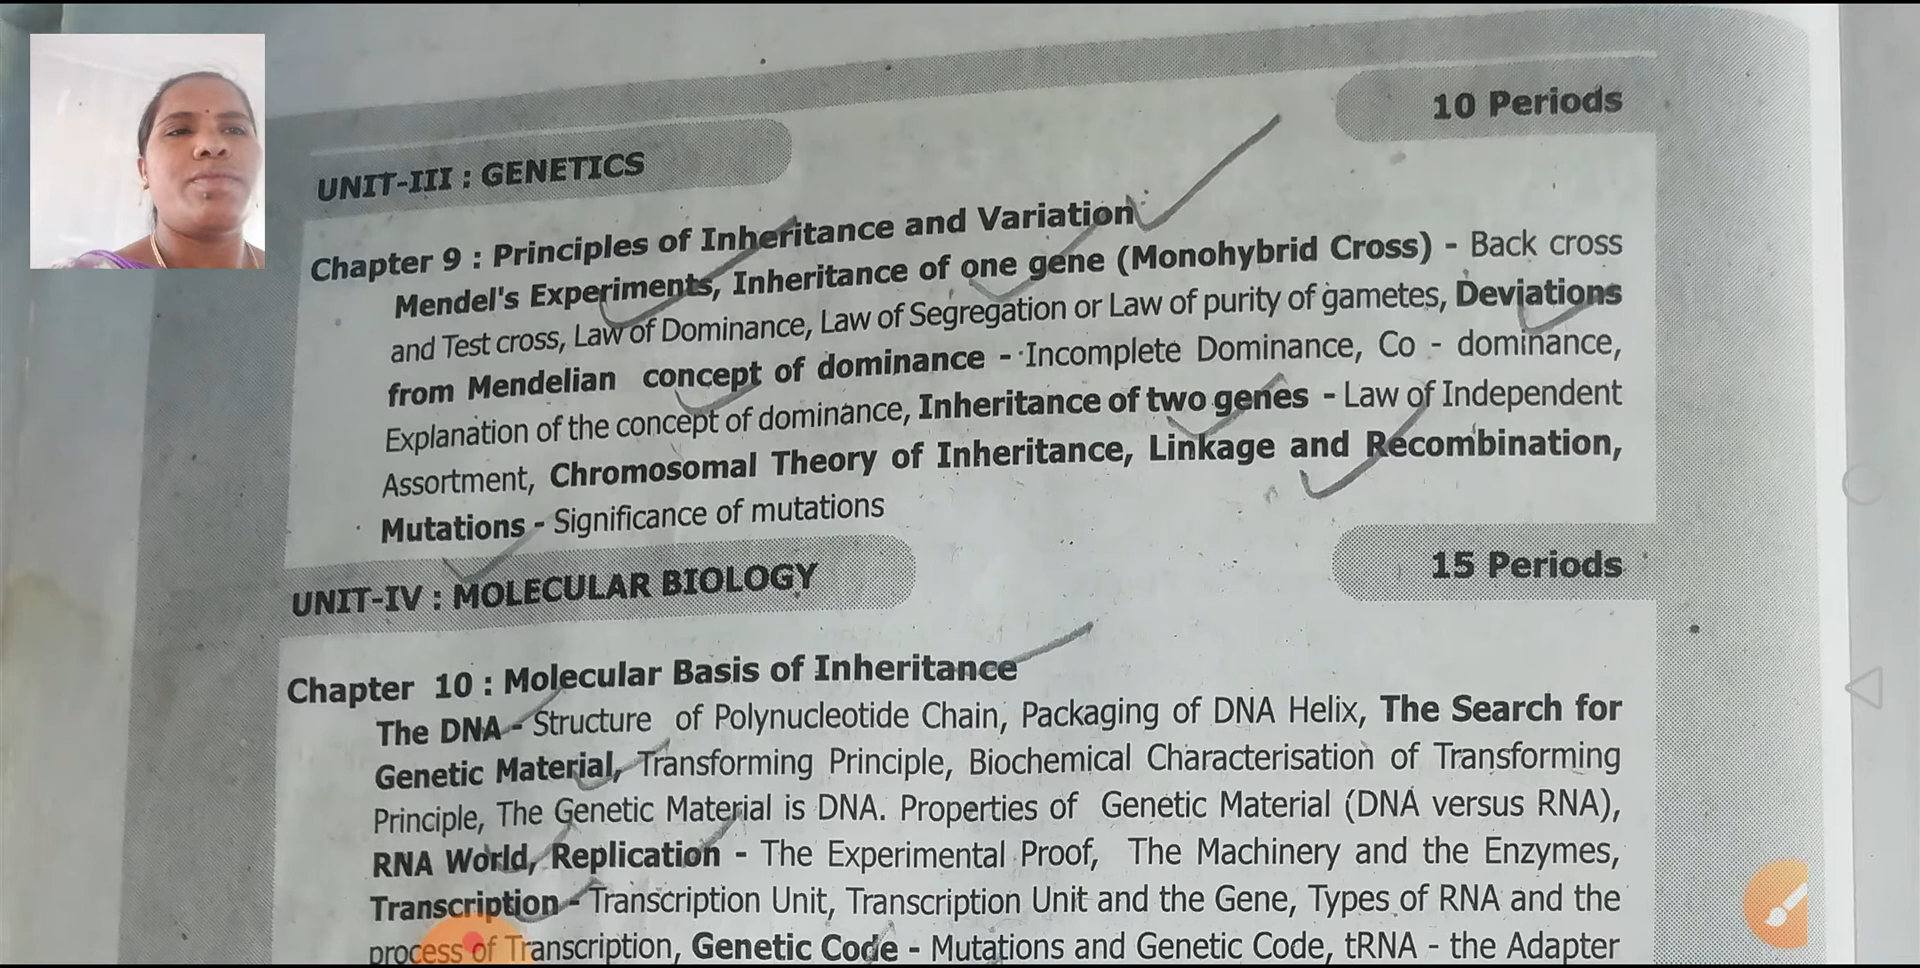 10 Periods
UNIT-III : GENETICS
Chapter 9 : Principles of Inheritance and Variation
Mendel's Experiments, Inheritance of one gene (Monohybrid Cross) - Back cross
and Test cross, Law of Dominance, Law of Segregation or Law of purity of gametes, Deviations
from Mendelian concept of dominance - Incomplete Dominance, Co - dominance,
Explanation of the concept of dominance, Inheritance of two genes - Law of Independent
Assortment, Chromosomal Theory of Inheritance, Linkage and Recombination,
Mutations - Significance of mutations
15 Periods
UNIT-IV : MOLECULAR BIOLOGY
Chapter 10 : Molecular Basis of Inheritance
The DNA - Structure of Polynucleotide Chain, Packaging of DNA Helix, The Search for
Genetic Material, Transforming Principle, Biochemical Characterisation of Transforming
Principle, The Genetic Material is DNA. Properties of Genetic Material (DNA versus RNA),
RNA World, Replication - The Experimental Proof, The Machinery and the Enzymes,
Transcription - Transcription Unit, Transcription Unit and the Gene, Types of RNA and the
process of Transcription, Genetic Code - Mutations and Genetic Code, tRNA - the Adapter